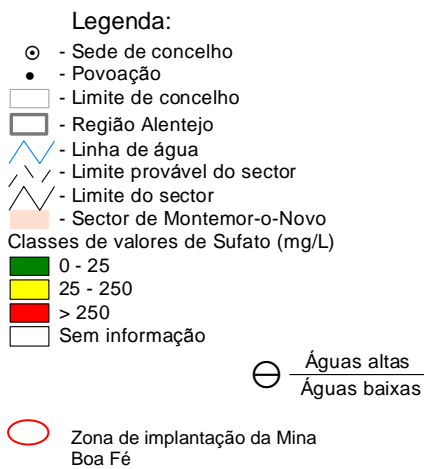 Legenda:
- Sede de concelho
- Povoação
- Limite de concelho
- Região Alentejo
- Linha de água
- Limite provável do sector
- Limite do sector
- Sector de Montemor-o-Novo
Classes de valores de Sufato (mg/L)
0 - 25
25 - 250
> 250
Sem informação
Águas altas
Águas baixas
Zona de implantação da Mina
Boa Fé